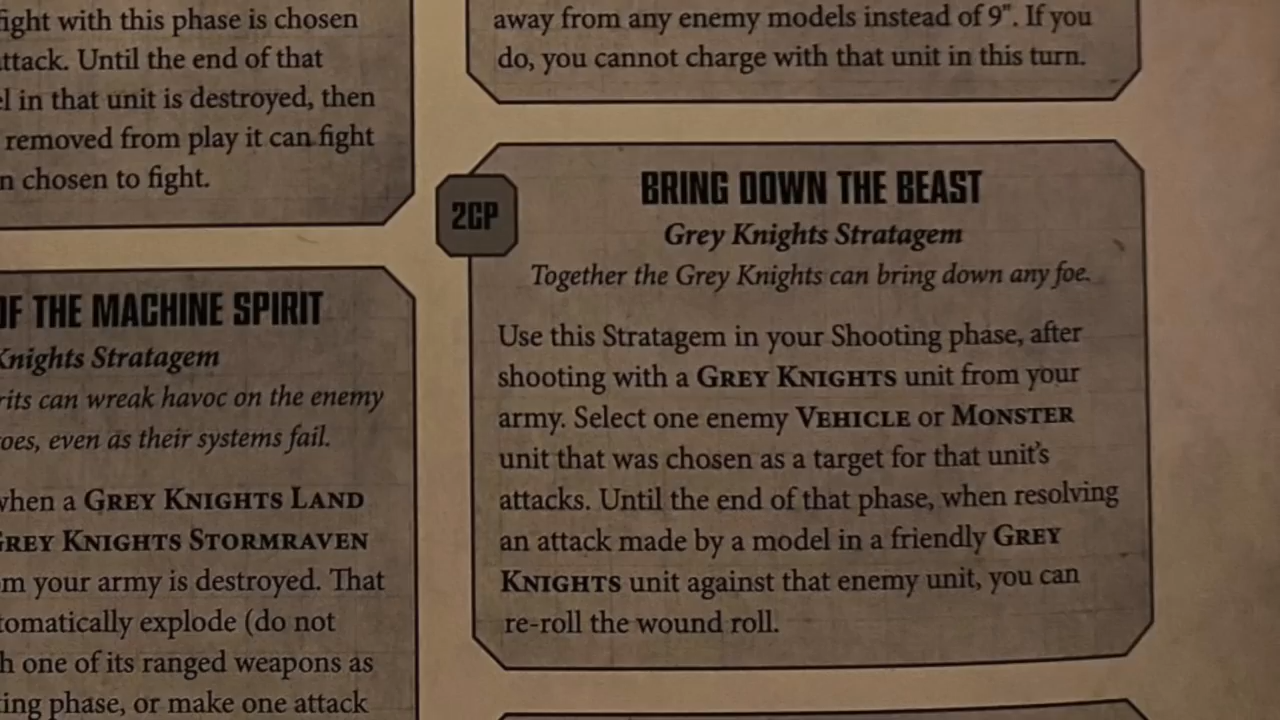 fight with this phase is chosen
attack. Until the end of that
in that unit is destroyed, then
removed from play it can fight
chosen to fight.
OF THE MACHINE SPIRIT
Knights Stratagem
can wreak havoc on the enemy
even as their systems fail.
when a GREY KNIGHTS LAND
GREY KNIGHTS STORMRAVEN
your army is destroyed. That
explode (do not
one of its ranged weapons as
phase, or make one attack
away from any enemy models instead of 9". If you
do, you cannot charge with that unit in this turn.
2CP
BRING DOWN THE BEAST
Grey Knights Stratagem
Together the Grey Knights can bring down any foe.
Use this Stratagem in your Shooting phase, after
shooting with a GREY KNIGHTS unit from your
army. Select one enemy VEHICLE or MONSTER
unit that was chosen as a target for that unit's
attacks. Until the end of that phase, when resolving
an attack made by a model in a friendly GREY
KNIGHTS unit against that enemy unit, you can
re-roll the wound roll.